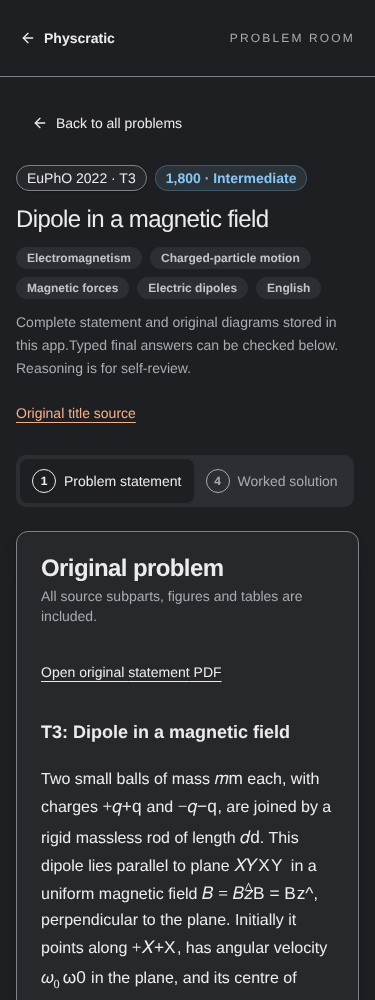 ← Physcratic PROBLEM ROOM
← Back to all problems
EuPhO 2022 · T3 1,800 · Intermediate
Dipole in a magnetic field
Electromagnetism Charged-particle motion
Magnetic forces Electric dipoles English
Complete statement and original diagrams stored in
this app.Typed final answers can be checked below.
Reasoning is for self-review.
Original title source
1 Problem statement 4 Worked solution
Original problem
All source subparts, figures and tables are
included.
Open original statement PDF
T3: Dipole in a magnetic field
Two small balls of mass mm each, with
charges +q+q and −q−q, are joined by a
rigid massless rod of length dd. This
dipole lies parallel to plane XYXY in a
uniform magnetic field B = BẑB = Bz^,
perpendicular to the plane. Initially it
points along +X+X, has angular velocity
ω₀ω0 in the plane, and its centre of